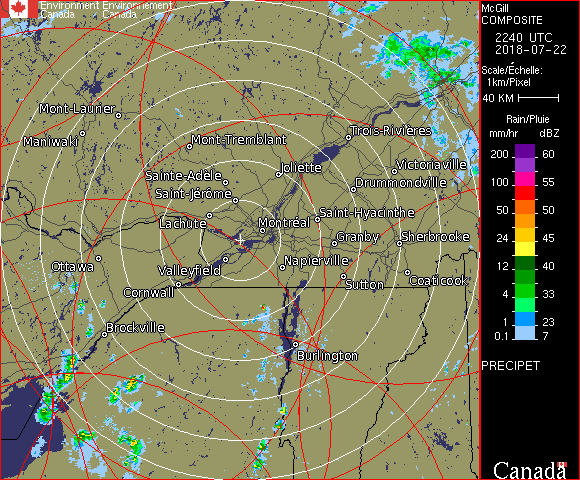 Environment Environnement
Canada Canada
McGill
COMPOSITE
2240 UTC
2018-07-22
Scale/Échelle:
1km/Pixel
40 KM
Rain/Pluie
mm/hr dBZ
200 60
150 57
100 55
50 50
24 45
12 40
4 33
1 23
0.1 7
PRECIPET
Canada
Mont-Laurier
Maniwaki
Mont-Tremblant
Trois-Rivières
Joliette
Victoriaville
Sainte-Adèle
Drummondville
Saint-Jérôme
Saint-Hyacinthe
Lachute
Montréal
Granby
Sherbrooke
Ottawa
Valleyfield
Napierville
Cornwall
Sutton
Coaticook
Brockville
Burlington